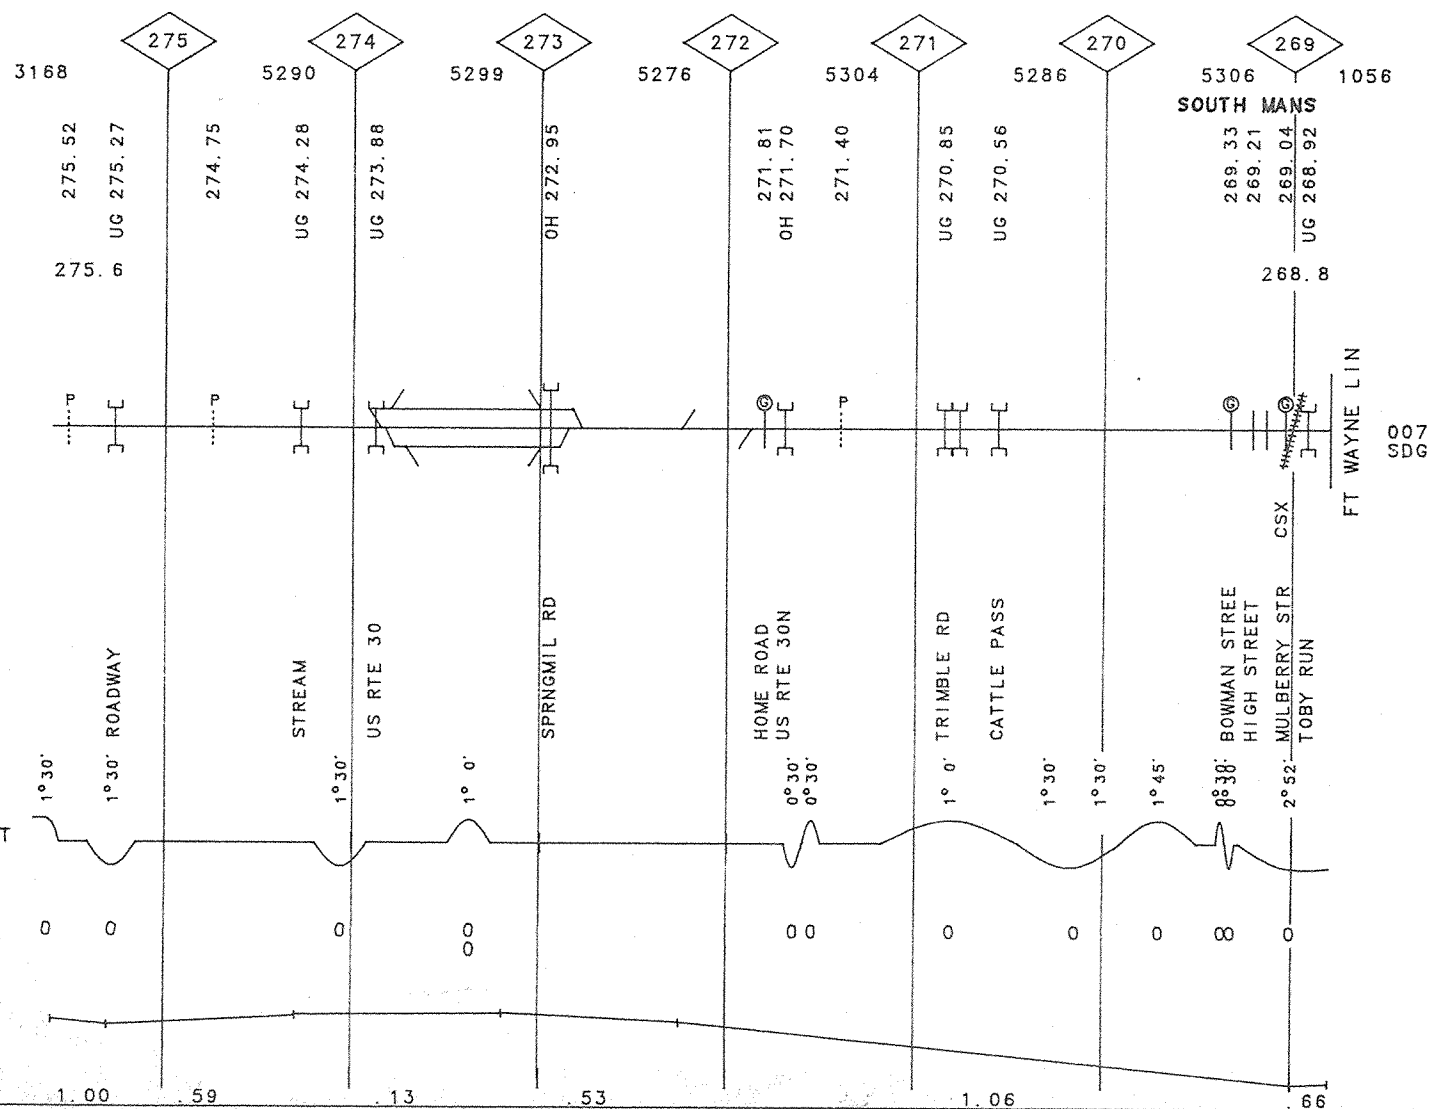 275 274 273 272 271 270 269
3168 5290 5299 5276 5304 5286 5306 1056
SOUTH MANS
275.52
UG 275.27
274.75
UG 274.28
UG 273.88
OH 272.95
271.81
OH 271.70
271.40
UG 270.85
UG 270.56
269.33
269.21
269.04
UG 268.92
275.6 268.8
P P G P G G
FT WAYNE LIN
007
SDG
CSX
ROADWAY
STREAM
US RTE 30
SPRNGMIL RD
HOME ROAD
US RTE 30N
TRIMBLE RD
CATTLE PASS
BOWMAN STREE
HIGH STREET
MULBERRY STR
TOBY RUN
1°30' 1°30' 1°30' 1° 0' 0°30' 0°30' 1° 0' 1°30' 1°30' 1°45' 2°52'
T
0 0 0 0 0 0 0 0 0 0 0 0
0
1.00 .59 .13 .53 1.06 .66